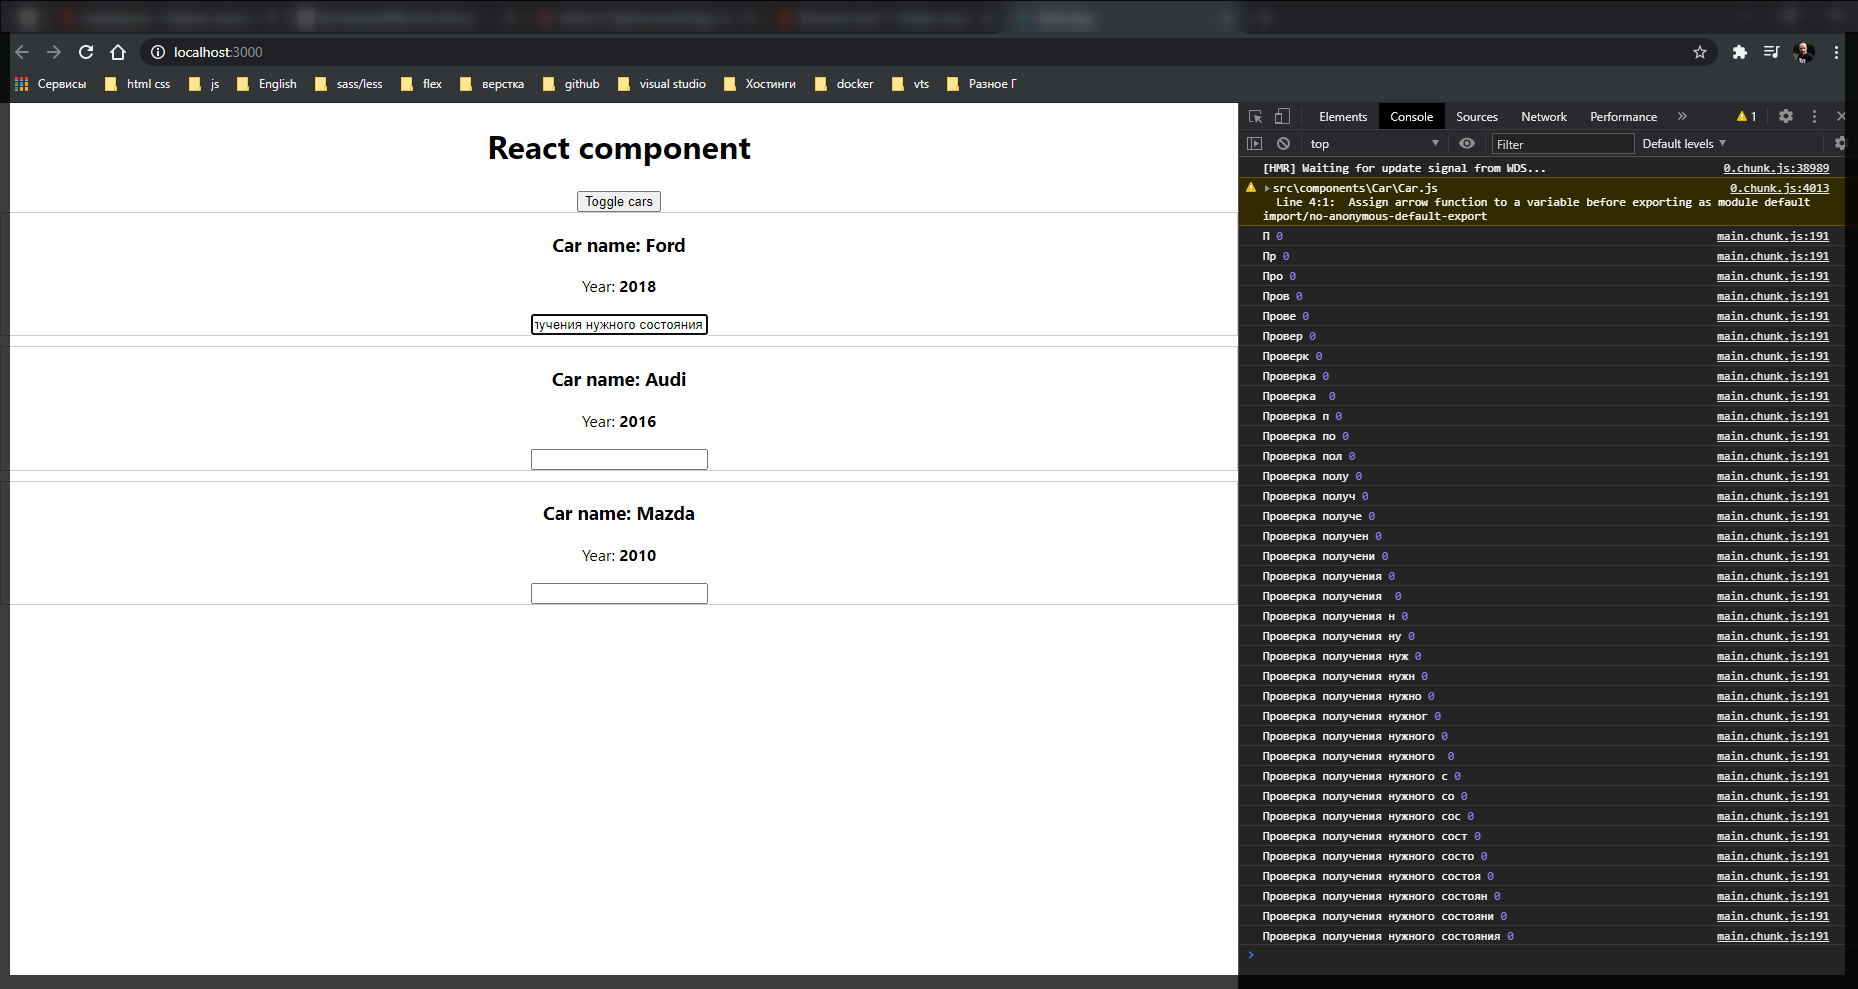 localhost:3000
Сервисы html css js English sass/less flex верстка github visual studio Хостинги docker vts Разное Г
React component
Toggle cars
Car name: Ford
Year: 2018
лучения нужного состояния
Car name: Audi
Year: 2016
Car name: Mazda
Year: 2010
Elements Console Sources Network Performance » 1
top Filter Default levels
[HMR] Waiting for update signal from WDS... 0.chunk.js:38989
src\components\Car\Car.js 0.chunk.js:4013
Line 4:1: Assign arrow function to a variable before exporting as module default
import/no-anonymous-default-export
П 0 main.chunk.js:191
Пр 0 main.chunk.js:191
Про 0 main.chunk.js:191
Пров 0 main.chunk.js:191
Прове 0 main.chunk.js:191
Провер 0 main.chunk.js:191
Проверк 0 main.chunk.js:191
Проверка 0 main.chunk.js:191
Проверка  0 main.chunk.js:191
Проверка п 0 main.chunk.js:191
Проверка по 0 main.chunk.js:191
Проверка пол 0 main.chunk.js:191
Проверка полу 0 main.chunk.js:191
Проверка получ 0 main.chunk.js:191
Проверка получе 0 main.chunk.js:191
Проверка получен 0 main.chunk.js:191
Проверка получени 0 main.chunk.js:191
Проверка получения 0 main.chunk.js:191
Проверка получения  0 main.chunk.js:191
Проверка получения н 0 main.chunk.js:191
Проверка получения ну 0 main.chunk.js:191
Проверка получения нуж 0 main.chunk.js:191
Проверка получения нужн 0 main.chunk.js:191
Проверка получения нужно 0 main.chunk.js:191
Проверка получения нужног 0 main.chunk.js:191
Проверка получения нужного 0 main.chunk.js:191
Проверка получения нужного  0 main.chunk.js:191
Проверка получения нужного с 0 main.chunk.js:191
Проверка получения нужного со 0 main.chunk.js:191
Проверка получения нужного сос 0 main.chunk.js:191
Проверка получения нужного сост 0 main.chunk.js:191
Проверка получения нужного состо 0 main.chunk.js:191
Проверка получения нужного состоя 0 main.chunk.js:191
Проверка получения нужного состоян 0 main.chunk.js:191
Проверка получения нужного состояни 0 main.chunk.js:191
Проверка получения нужного состояния 0 main.chunk.js:191